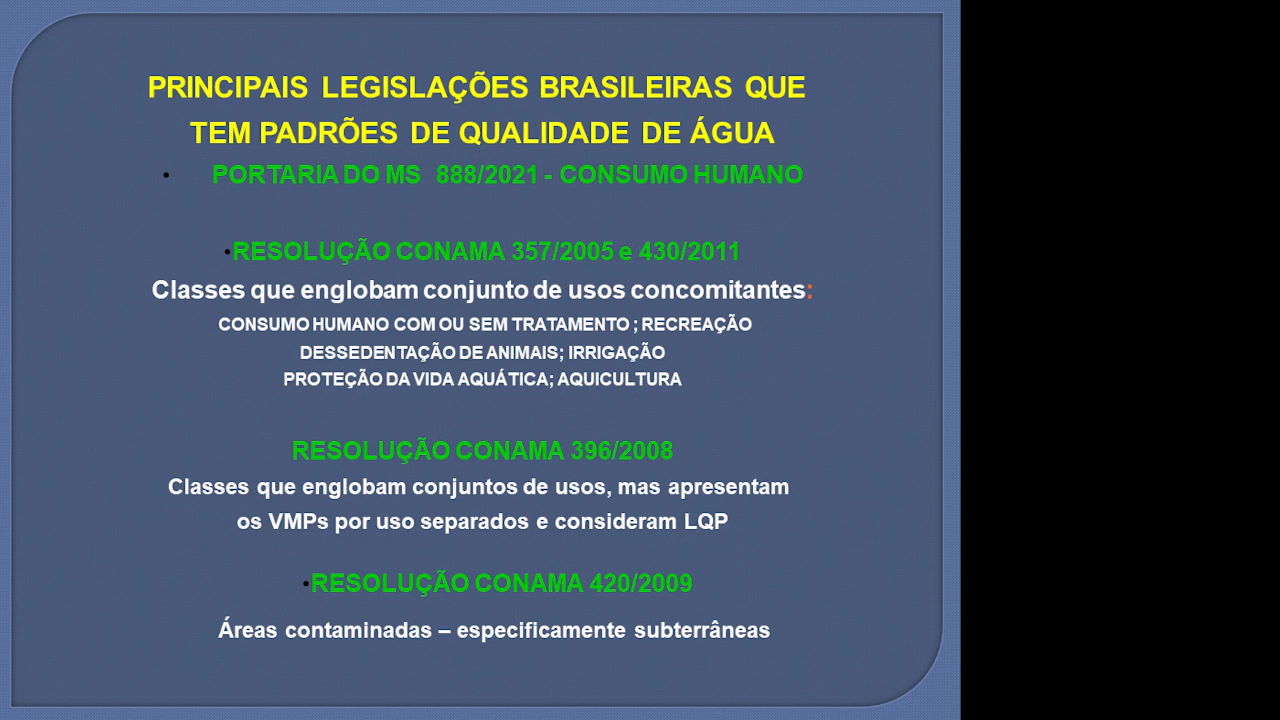 PRINCIPAIS LEGISLAÇÕES BRASILEIRAS QUE
TEM PADRÕES DE QUALIDADE DE ÁGUA
• PORTARIA DO MS 888/2021 - CONSUMO HUMANO
•RESOLUÇÃO CONAMA 357/2005 e 430/2011
Classes que englobam conjunto de usos concomitantes:
CONSUMO HUMANO COM OU SEM TRATAMENTO ; RECREAÇÃO
DESSEDENTAÇÃO DE ANIMAIS; IRRIGAÇÃO
PROTEÇÃO DA VIDA AQUÁTICA; AQUICULTURA
RESOLUÇÃO CONAMA 396/2008
Classes que englobam conjuntos de usos, mas apresentam
os VMPs por uso separados e consideram LQP
•RESOLUÇÃO CONAMA 420/2009
Áreas contaminadas – especificamente subterrâneas